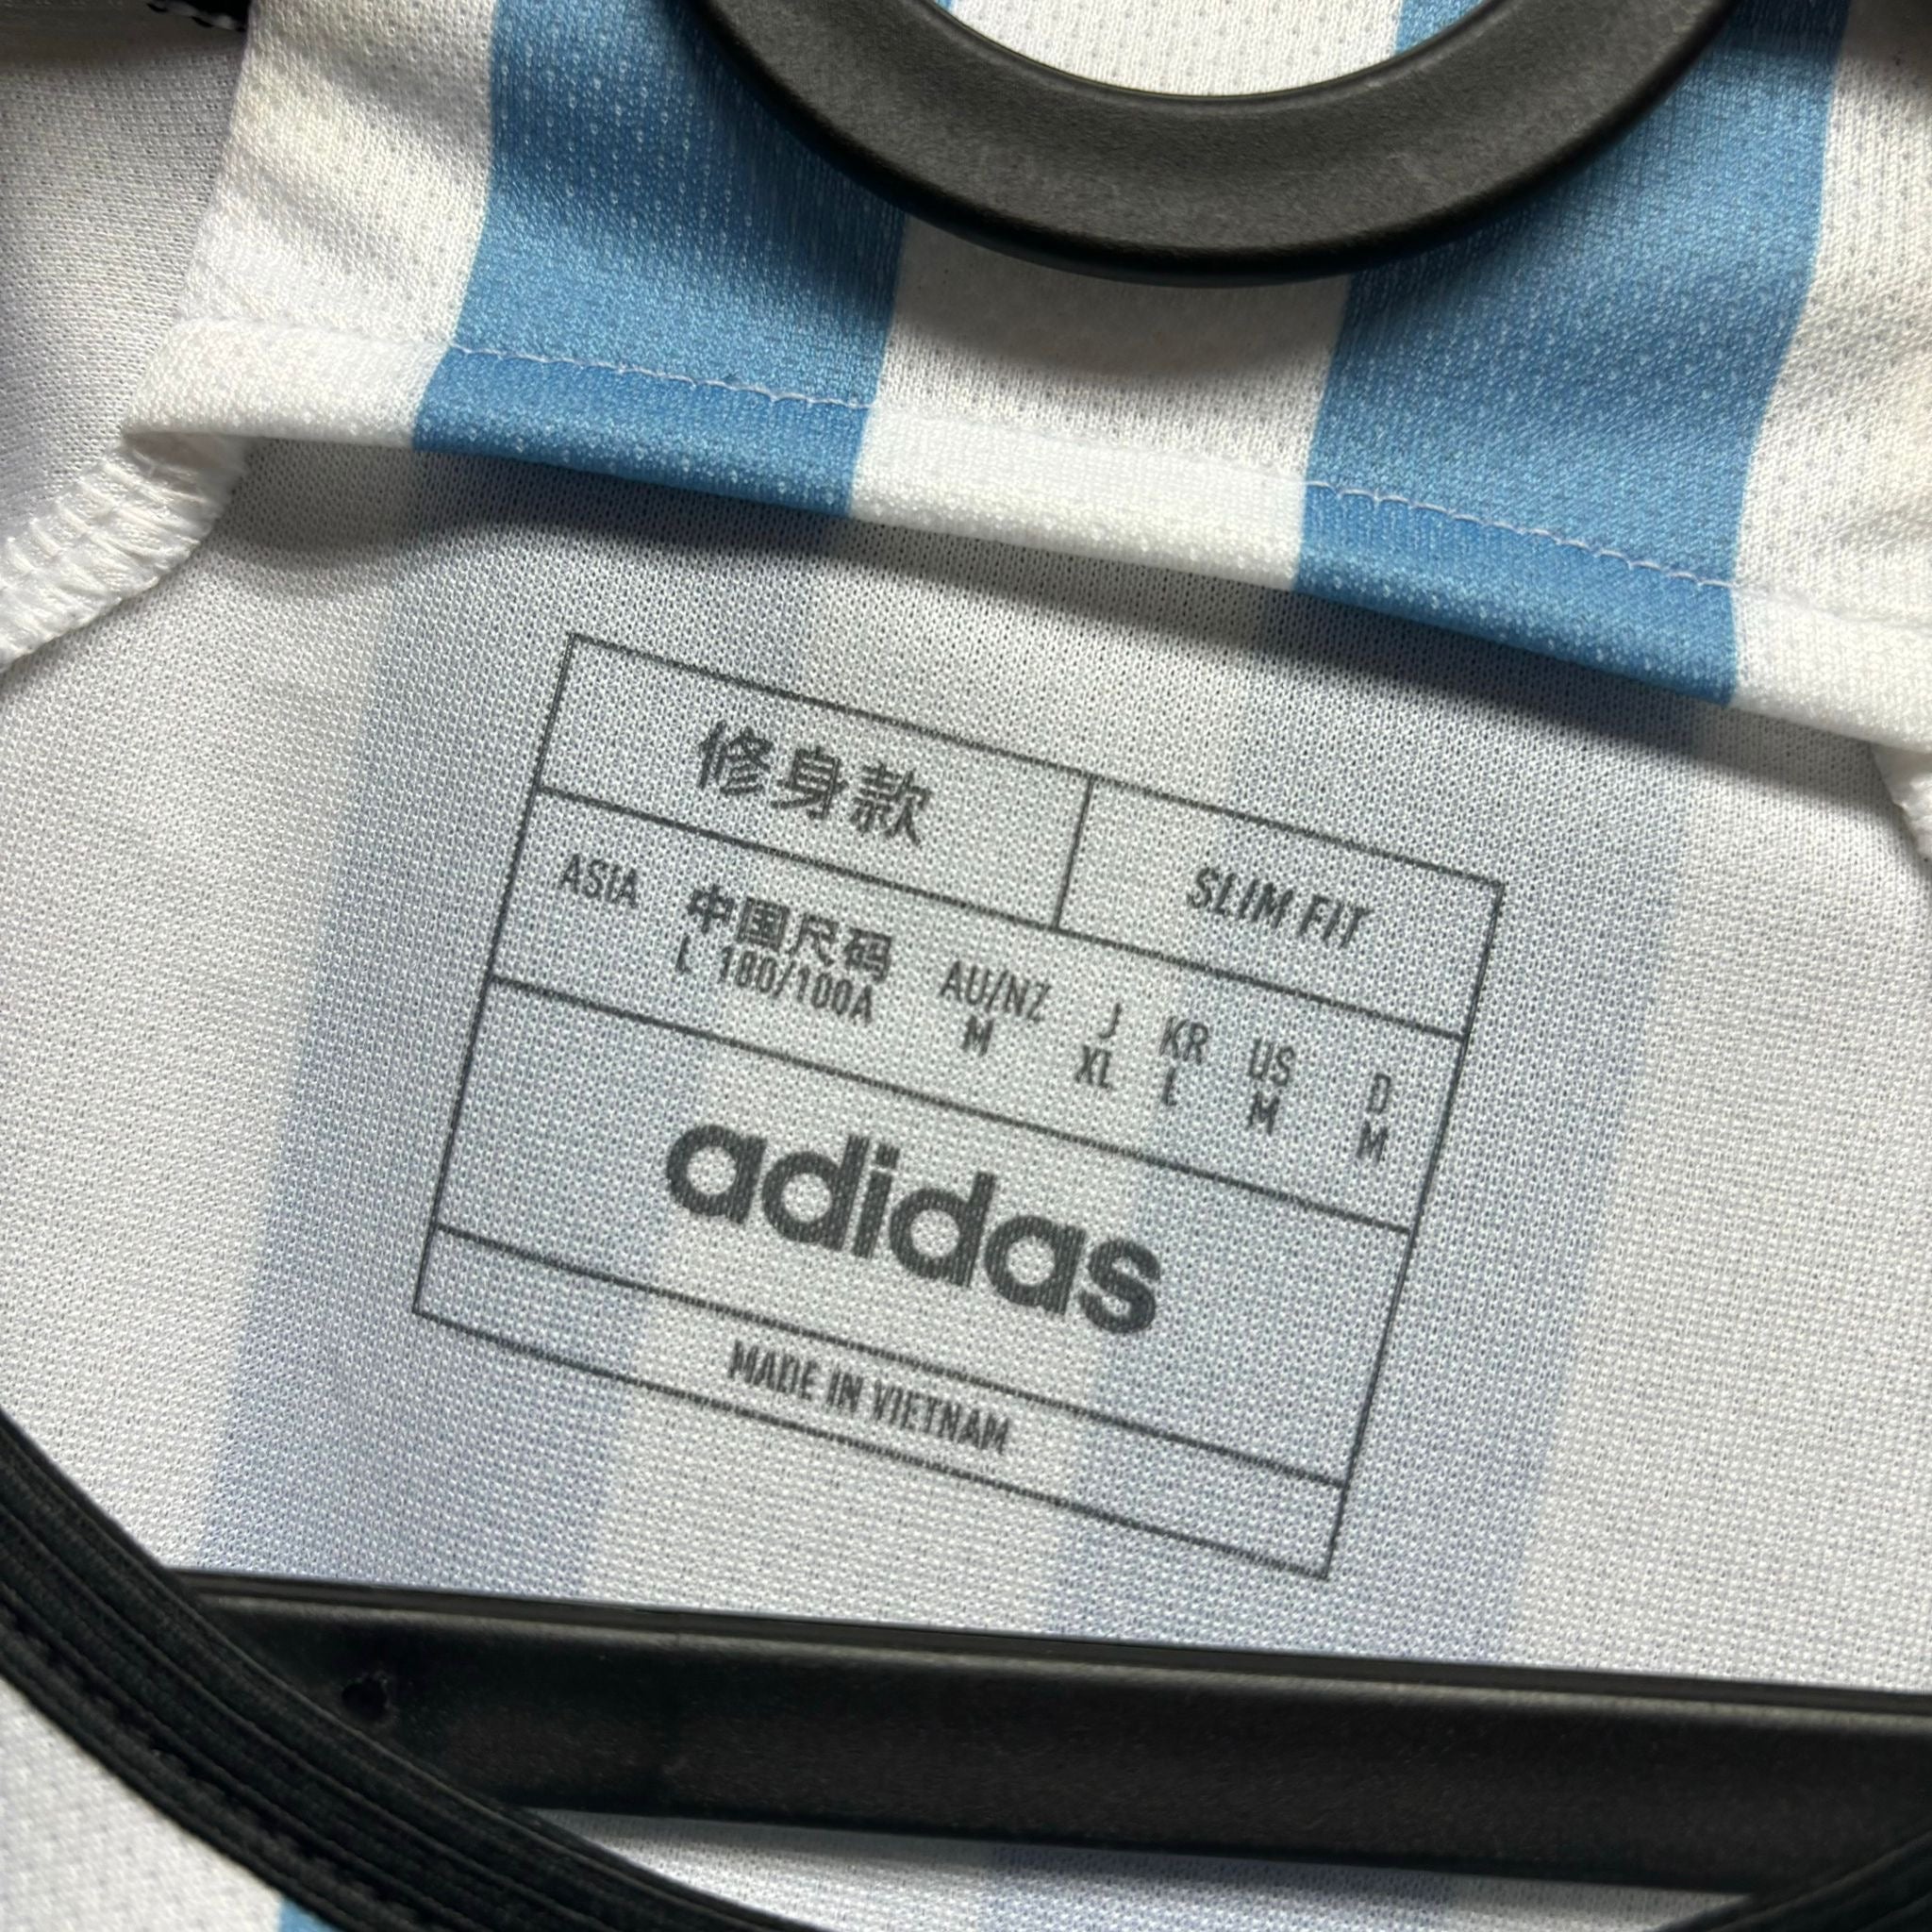 修身款 SLIM FIT
ASIA 中国尺码 AU/NZ J KR US D
L 180/100A M XL L M M
adidas
MADE IN VIETNAM